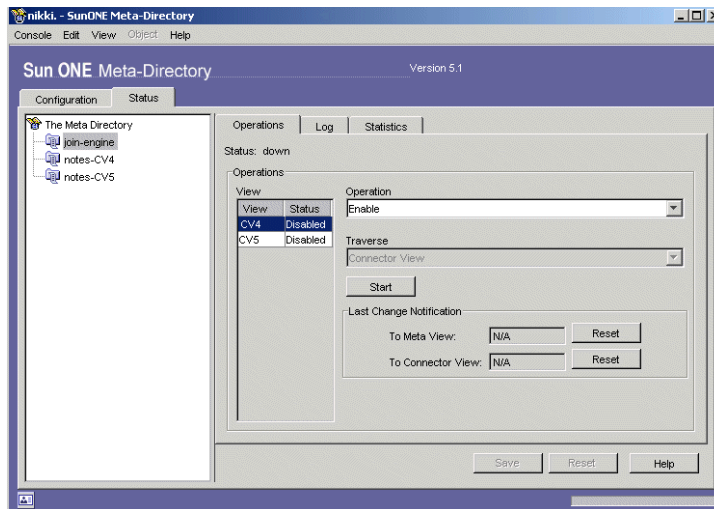 nikki. - SunONE Meta-Directory
Console Edit View Object Help
Sun ONE Meta-Directory
Version 5.1
Configuration Status
The Meta Directory
join-engine
notes-CV4
notes-CV5
Operations Log Statistics
Status: down
Operations
View
View Status
CV4 Disabled
CV5 Disabled
Operation
Enable
Traverse
Connector View
Start
Last Change Notification
To Meta View: N/A Reset
To Connector View: N/A Reset
Save Reset Help